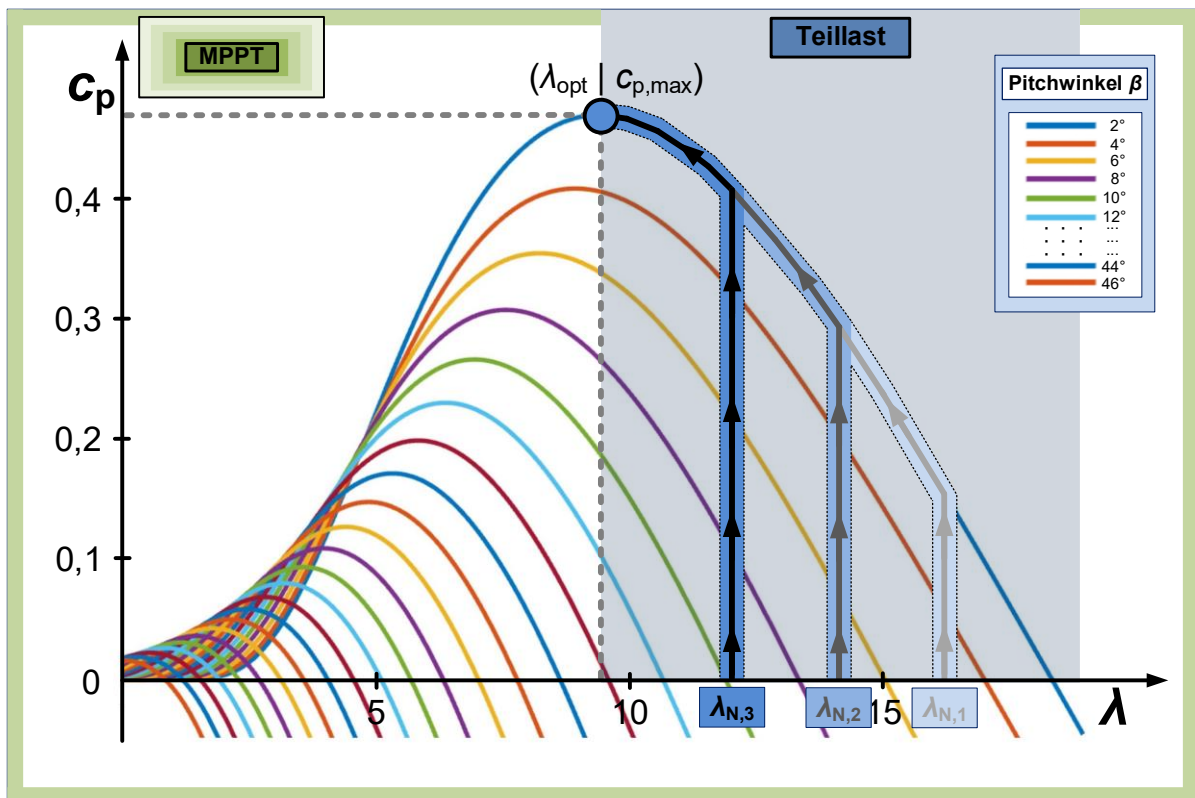 MPPT
Teillast
cp
(λopt | cp,max)
Pitchwinkel β
2°
4°
6°
8°
10°
12°
. . . ...
. . . ...
44°
46°
0,4
0,3
0,2
0,1
0
5
10
15
λ
λN,3
λN,2
λN,1